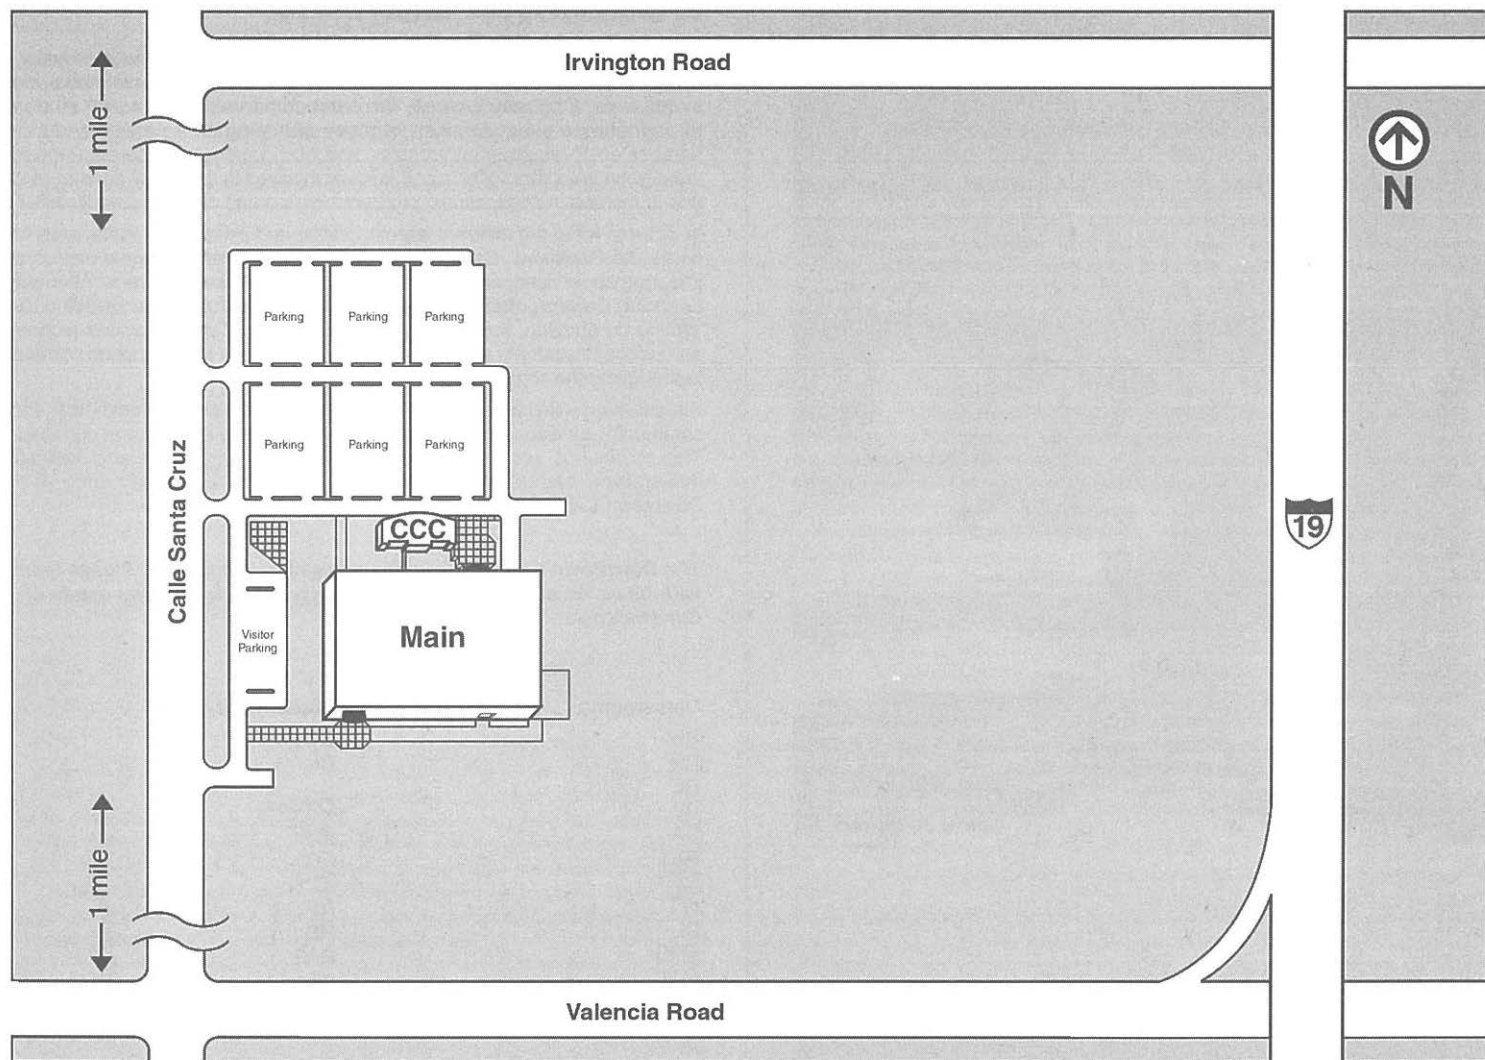 Irvington Road
1 mile
N
Parking
Parking
Parking
Parking
Parking
Parking
Calle Santa Cruz
19
CCC
Main
Visitor
Parking
1 mile
Valencia Road